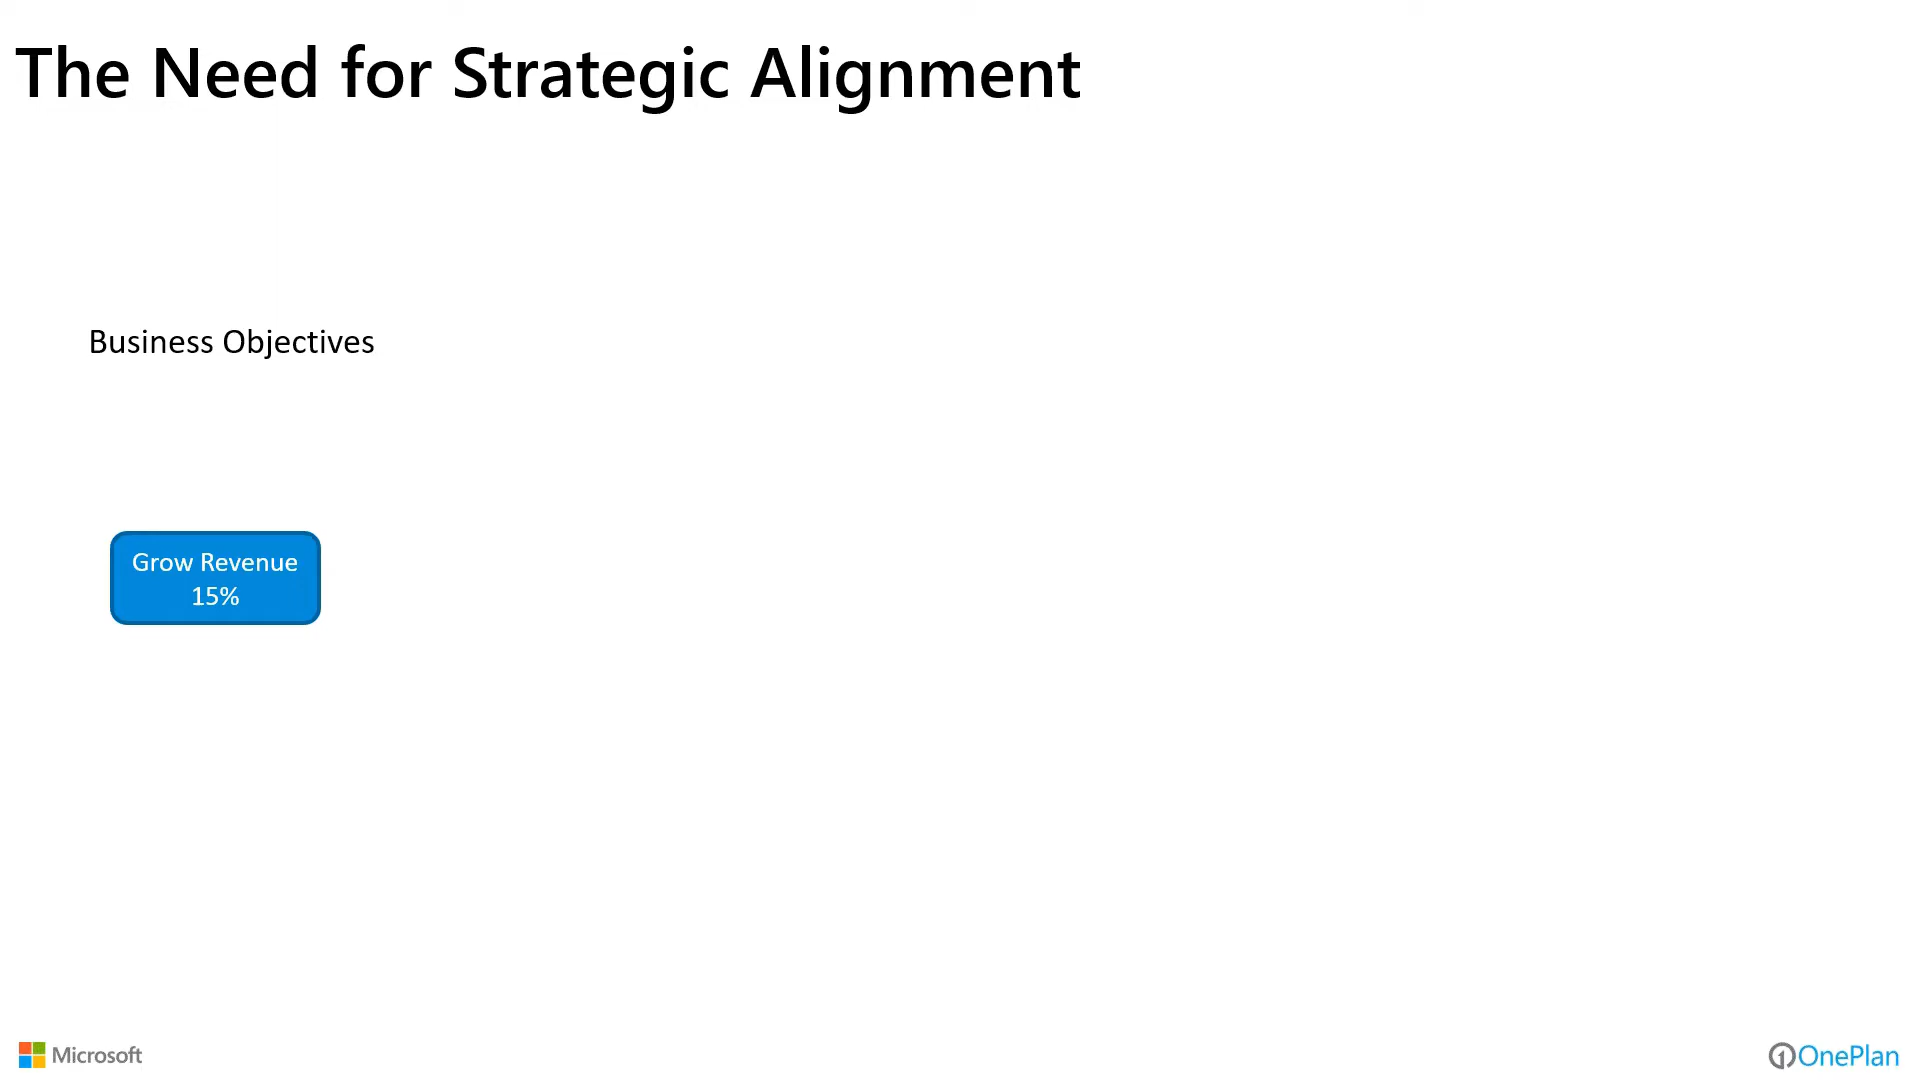 The Need for Strategic Alignment
Business Objectives
Grow Revenue
15%
Microsoft
OnePlan